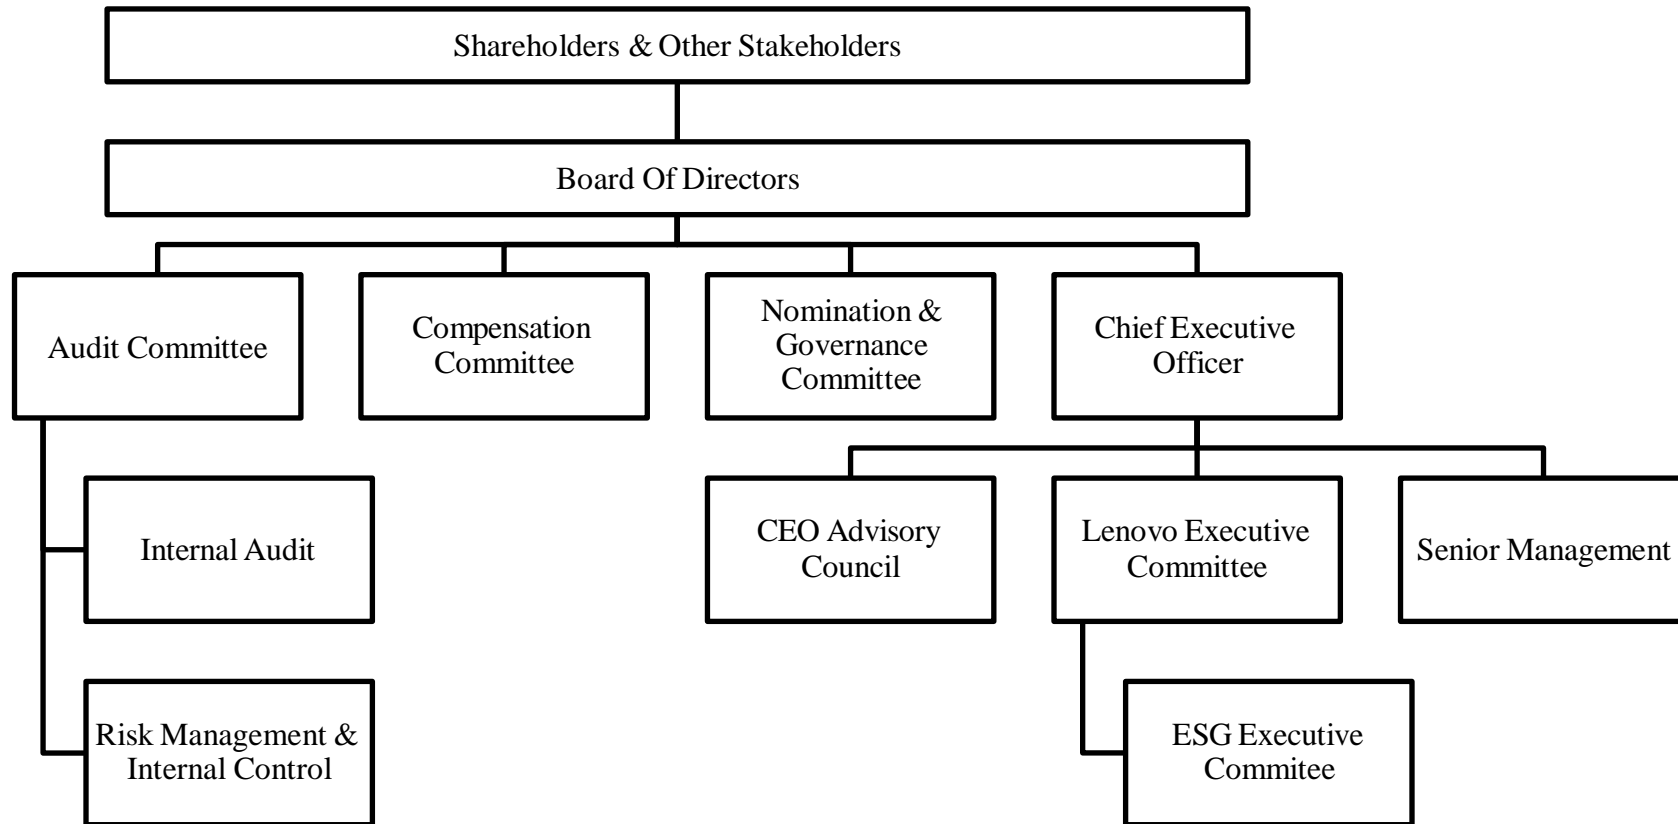 Shareholders & Other Stakeholders
Board Of Directors
Audit Committee
Compensation
Committee
Nomination &
Governance
Committee
Chief Executive
Officer
Internal Audit
CEO Advisory
Council
Lenovo Executive
Committee
Senior Management
Risk Management &
Internal Control
ESG Executive
Commitee